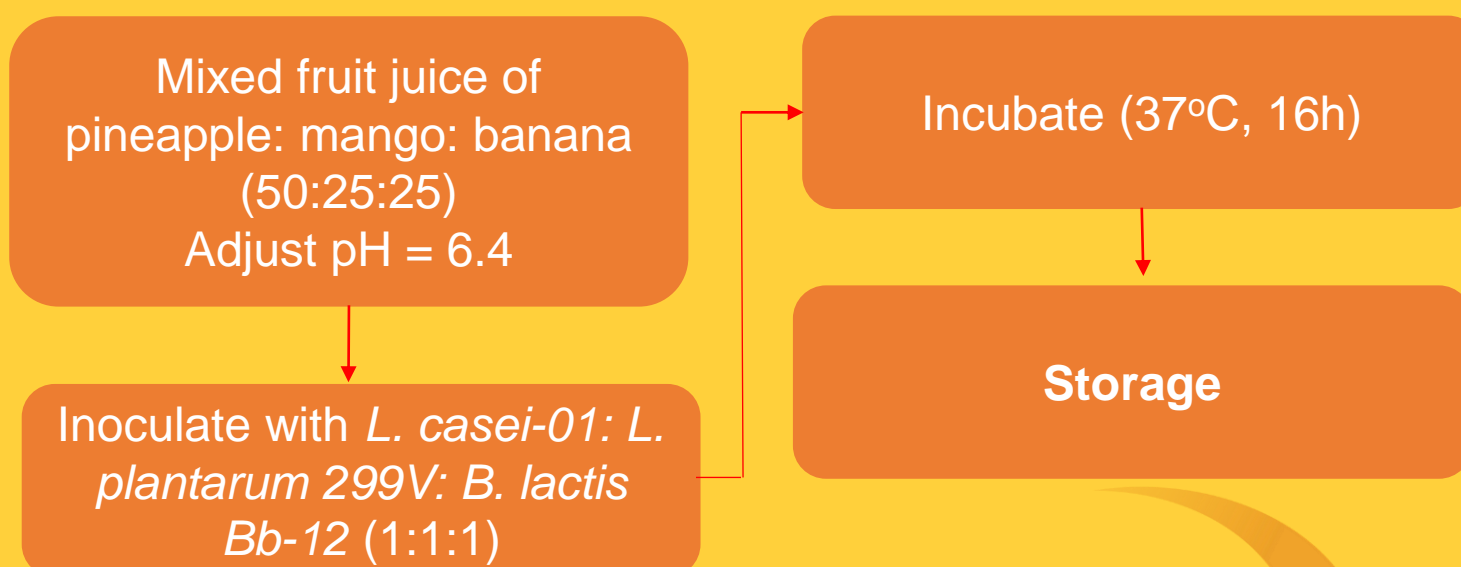 Mixed fruit juice of
pineapple: mango: banana
(50:25:25)
Adjust pH = 6.4
Inoculate with L. casei-01: L.
plantarum 299V: B. lactis
Bb-12 (1:1:1)
Incubate (37ºC, 16h)
Storage